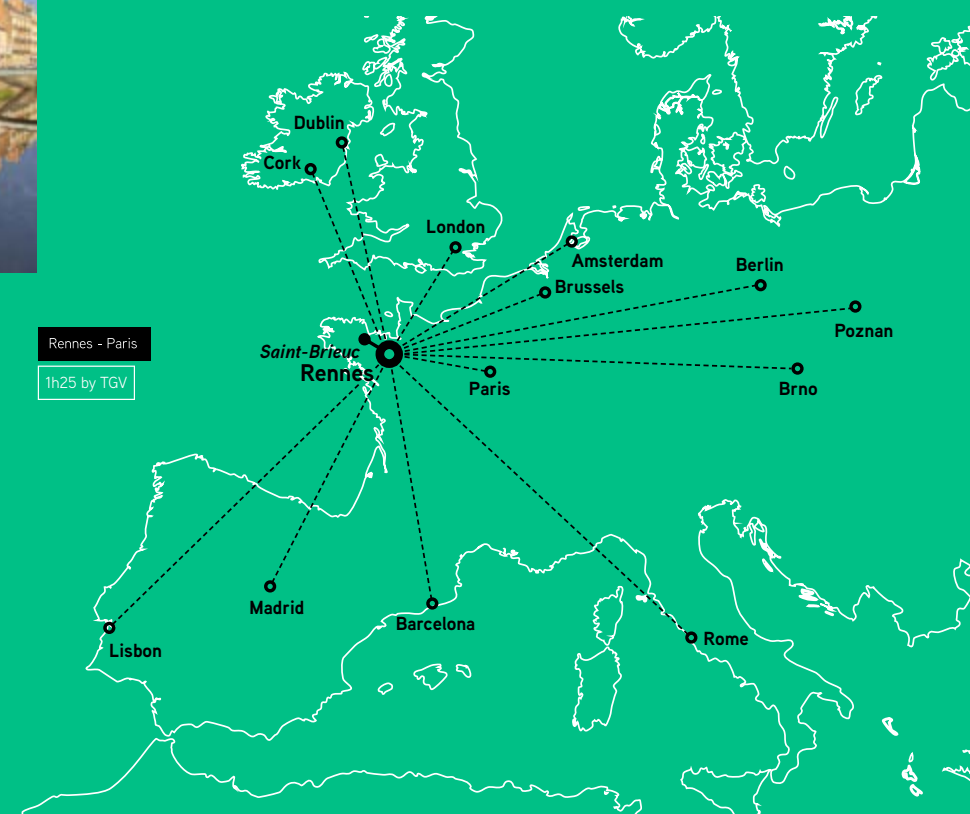 Dublin
Cork
London
Amsterdam
Berlin
Brussels
Poznan
Rennes - Paris
Saint-Brieuc
Rennes
1h25 by TGV
Paris
Brno
Madrid
Barcelona
Lisbon
Rome